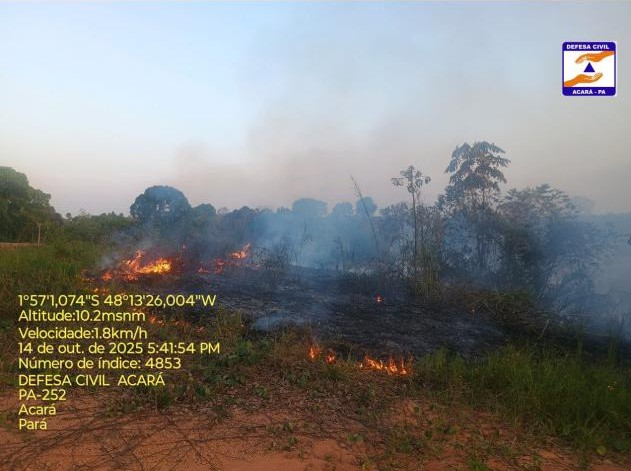 DEFESA CIVIL
ACARÁ - PA
1°57'1,074"S 48°13'26,004"W
Altitude:10.2msnm
Velocidade:1.8km/h
14 de out. de 2025 5:41:54 PM
Número de índice: 4853
DEFESA CIVIL ACARÁ
PA-252
Acará
Pará